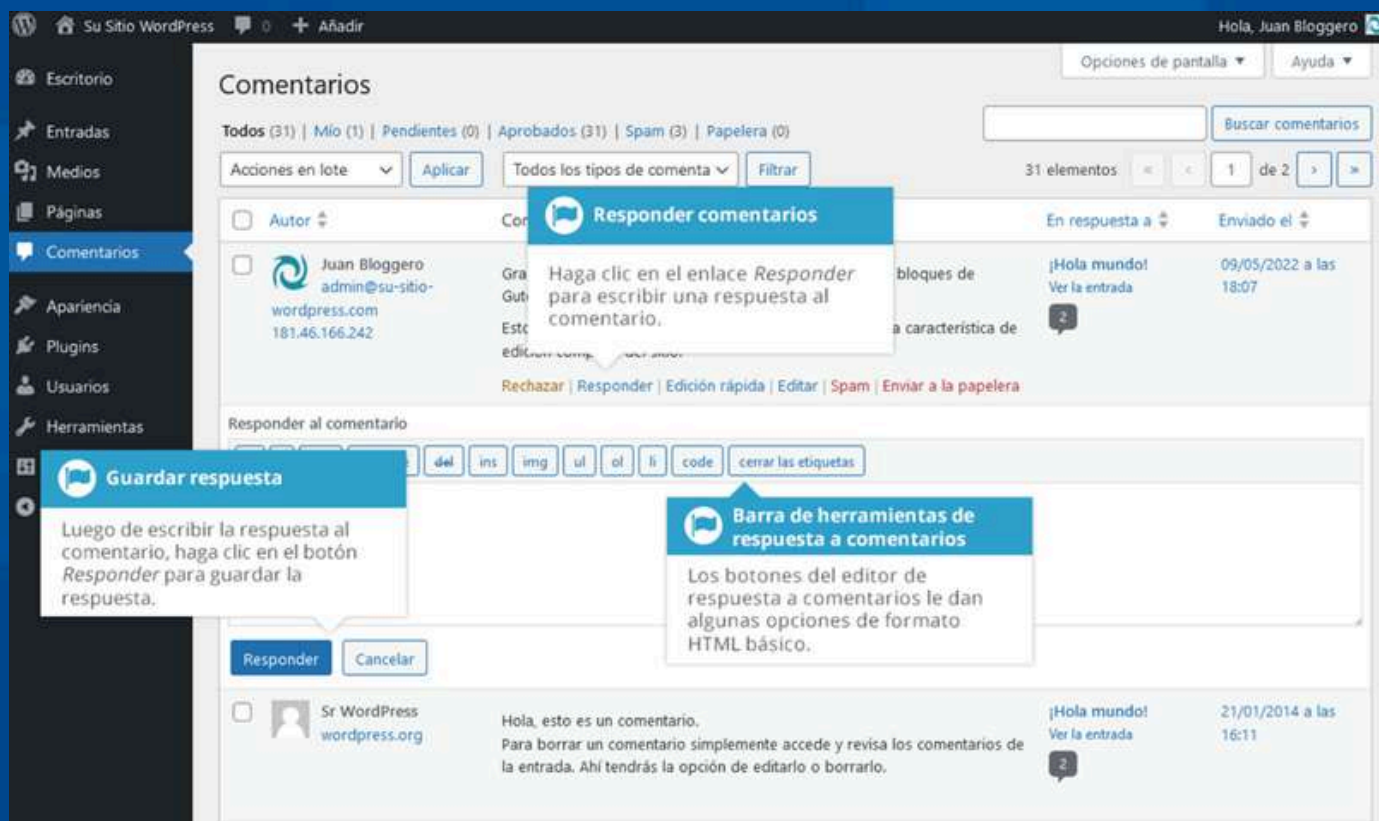 Su Sitio WordPress 0 + Añadir Hola, Juan Bloggero
Opciones de pantalla ▼ Ayuda ▼
Escritorio
Entradas
Medios
Páginas
Comentarios
Apariencia
Plugins
Usuarios
Herramientas
Comentarios
Todos (31) | Mío (1) | Pendientes (0) | Aprobados (31) | Spam (3) | Papelera (0)
Buscar comentarios
Acciones en lote Aplicar Todos los tipos de comenta Filtrar 31 elementos « ‹ 1 de 2 › »
Autor En respuesta a Enviado el
Responder comentarios
Haga clic en el enlace Responder
para escribir una respuesta al
comentario.
Juan Bloggero
admin@su-sitio-
wordpress.com
181.46.166.242
bloques de
a característica de
Rechazar | Responder | Edición rápida | Editar | Spam | Enviar a la papelera
¡Hola mundo!
Ver la entrada
2
09/05/2022 a las
18:07
Responder al comentario
del ins img ul ol li code cerrar las etiquetas
Guardar respuesta
Luego de escribir la respuesta al
comentario, haga clic en el botón
Responder para guardar la
respuesta.
Barra de herramientas de
respuesta a comentarios
Los botones del editor de
respuesta a comentarios le dan
algunas opciones de formato
HTML básico.
Responder Cancelar
Sr WordPress
wordpress.org
Hola, esto es un comentario.
Para borrar un comentario simplemente accede y revisa los comentarios de
la entrada. Ahí tendrás la opción de editarlo o borrarlo.
¡Hola mundo!
Ver la entrada
2
21/01/2014 a las
16:11